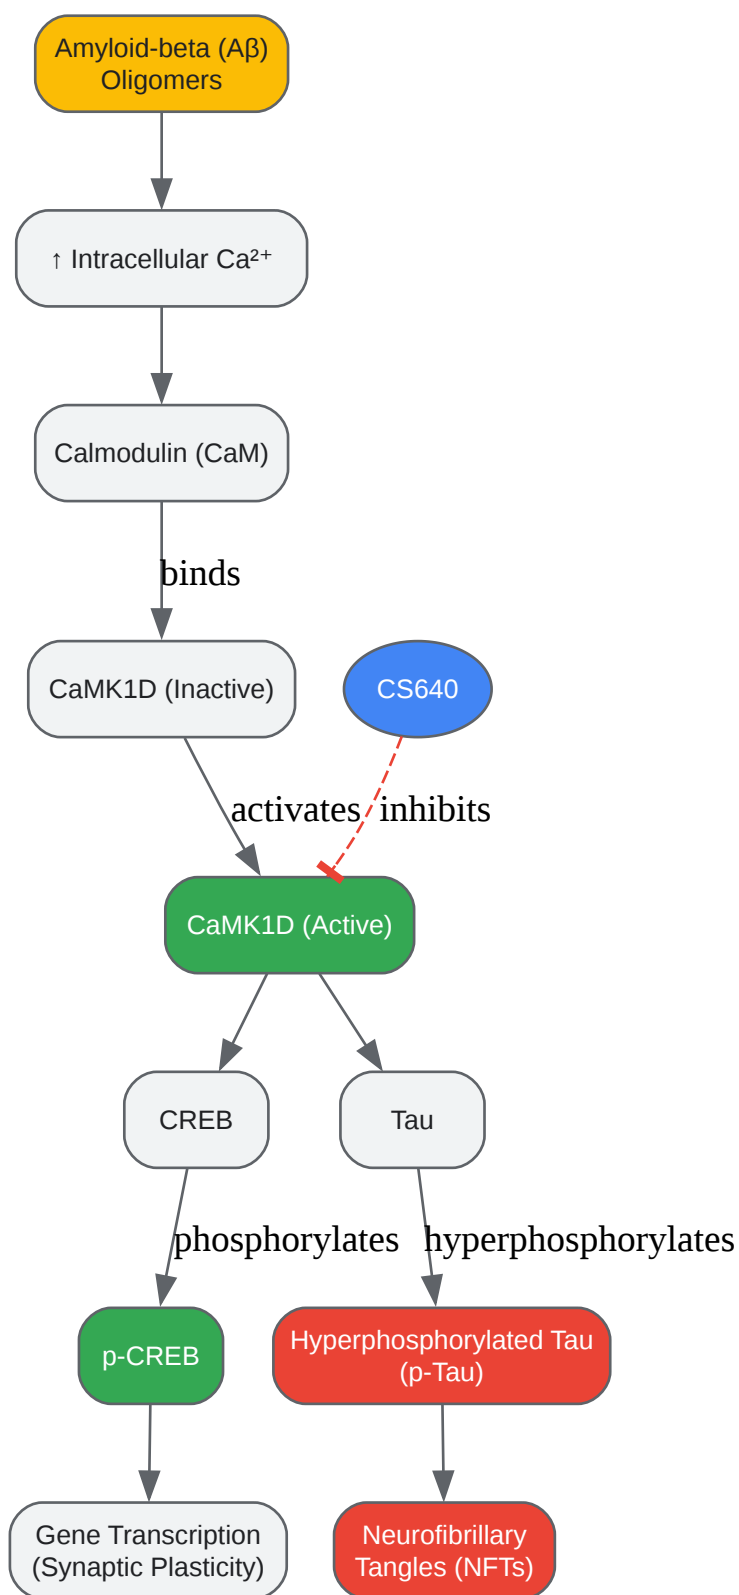 Amyloid-beta (Aβ)
Oligomers
↑ Intracellular Ca²⁺
Calmodulin (CaM)
binds
CaMK1D (Inactive)
CS640
activates
inhibits
CaMK1D (Active)
CREB
Tau
phosphorylates
hyperphosphorylates
p-CREB
Hyperphosphorylated Tau
(p-Tau)
Gene Transcription
(Synaptic Plasticity)
Neurofibrillary
Tangles (NFTs)